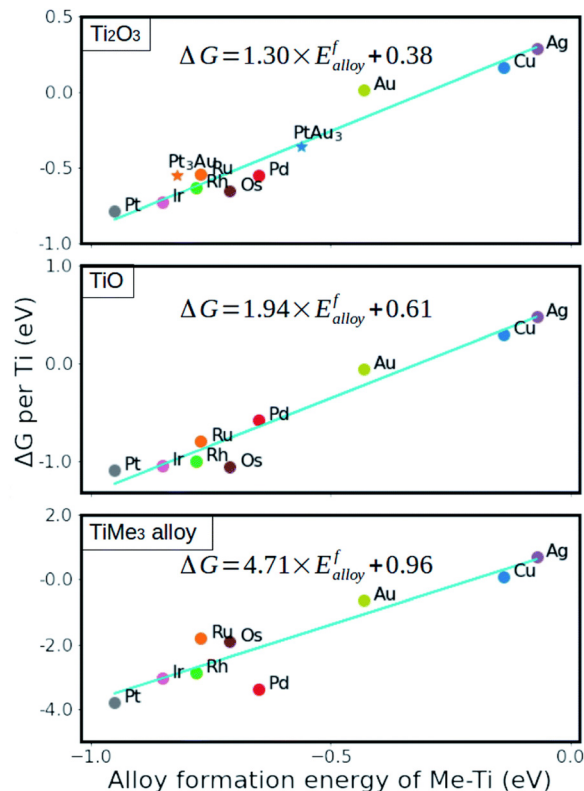 Ti₂O₃
ΔG=1.30×E^f_alloy+0.38
Ag
Cu
Au
PtAu₃
Pt₃Au
Ru
Pd
Rh
Os
Ir
Pt
0.5
0.0
-0.5
-1.0
TiO
ΔG=1.94×E^f_alloy+0.61
Ag
Cu
Au
Pd
Ru
Rh
Os
Ir
Pt
1.0
0.0
-1.0
ΔG per Ti (eV)
TiMe₃ alloy
ΔG=4.71×E^f_alloy+0.96
Ag
Cu
Au
Ru
Os
Rh
Ir
Pd
Pt
2.0
-0.0
-2.0
-4.0
−1.0
−0.5
0.0
Alloy formation energy of Me-Ti (eV)